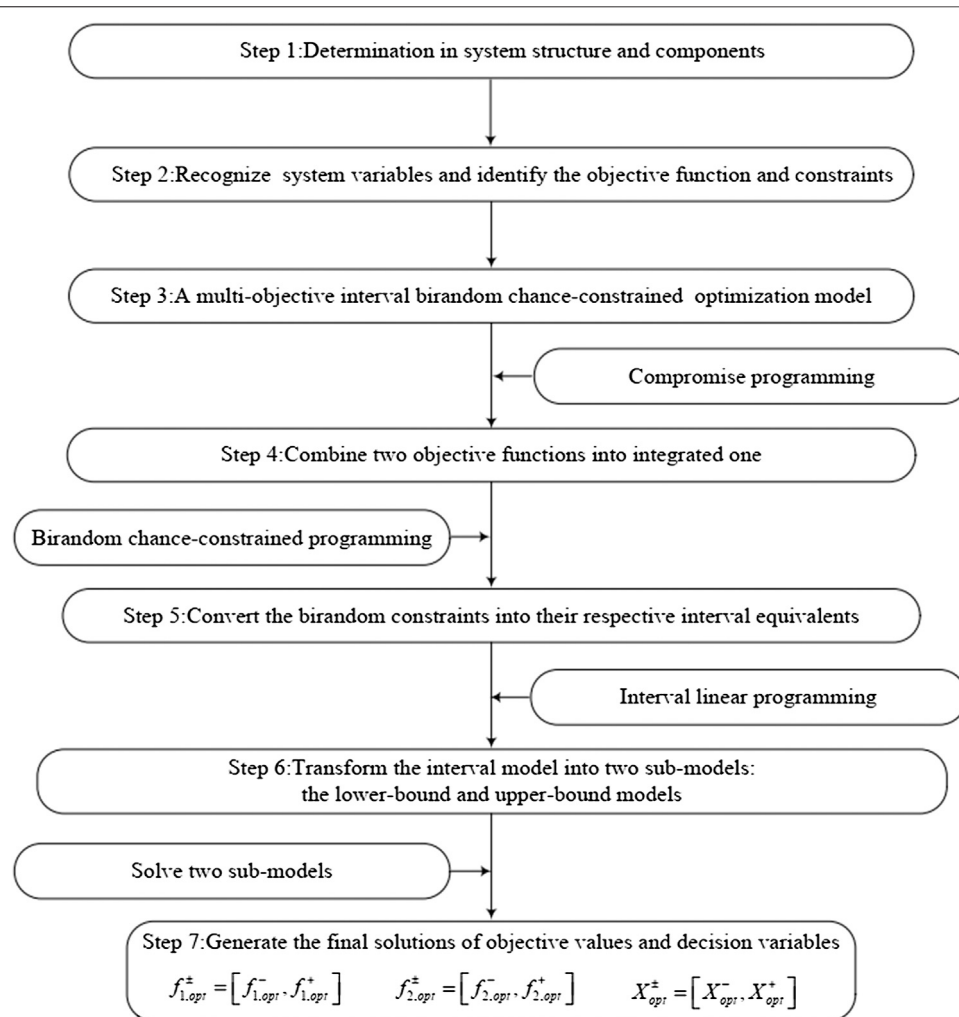 Step 1:Determination in system structure and components
Step 2:Recognize system variables and identify the objective function and constraints
Step 3:A multi-objective interval birandom chance-constrained optimization model
Compromise programming
Step 4:Combine two objective functions into integrated one
Birandom chance-constrained programming
Step 5:Convert the birandom constraints into their respective interval equivalents
Interval linear programming
Step 6:Transform the interval model into two sub-models:
the lower-bound and upper-bound models
Solve two sub-models
Step 7:Generate the final solutions of objective values and decision variables
f±1.opt = [f−1.opt, f+1.opt] f±2.opt = [f−2.opt, f+2.opt] X±opt = [X−opt, X+opt]